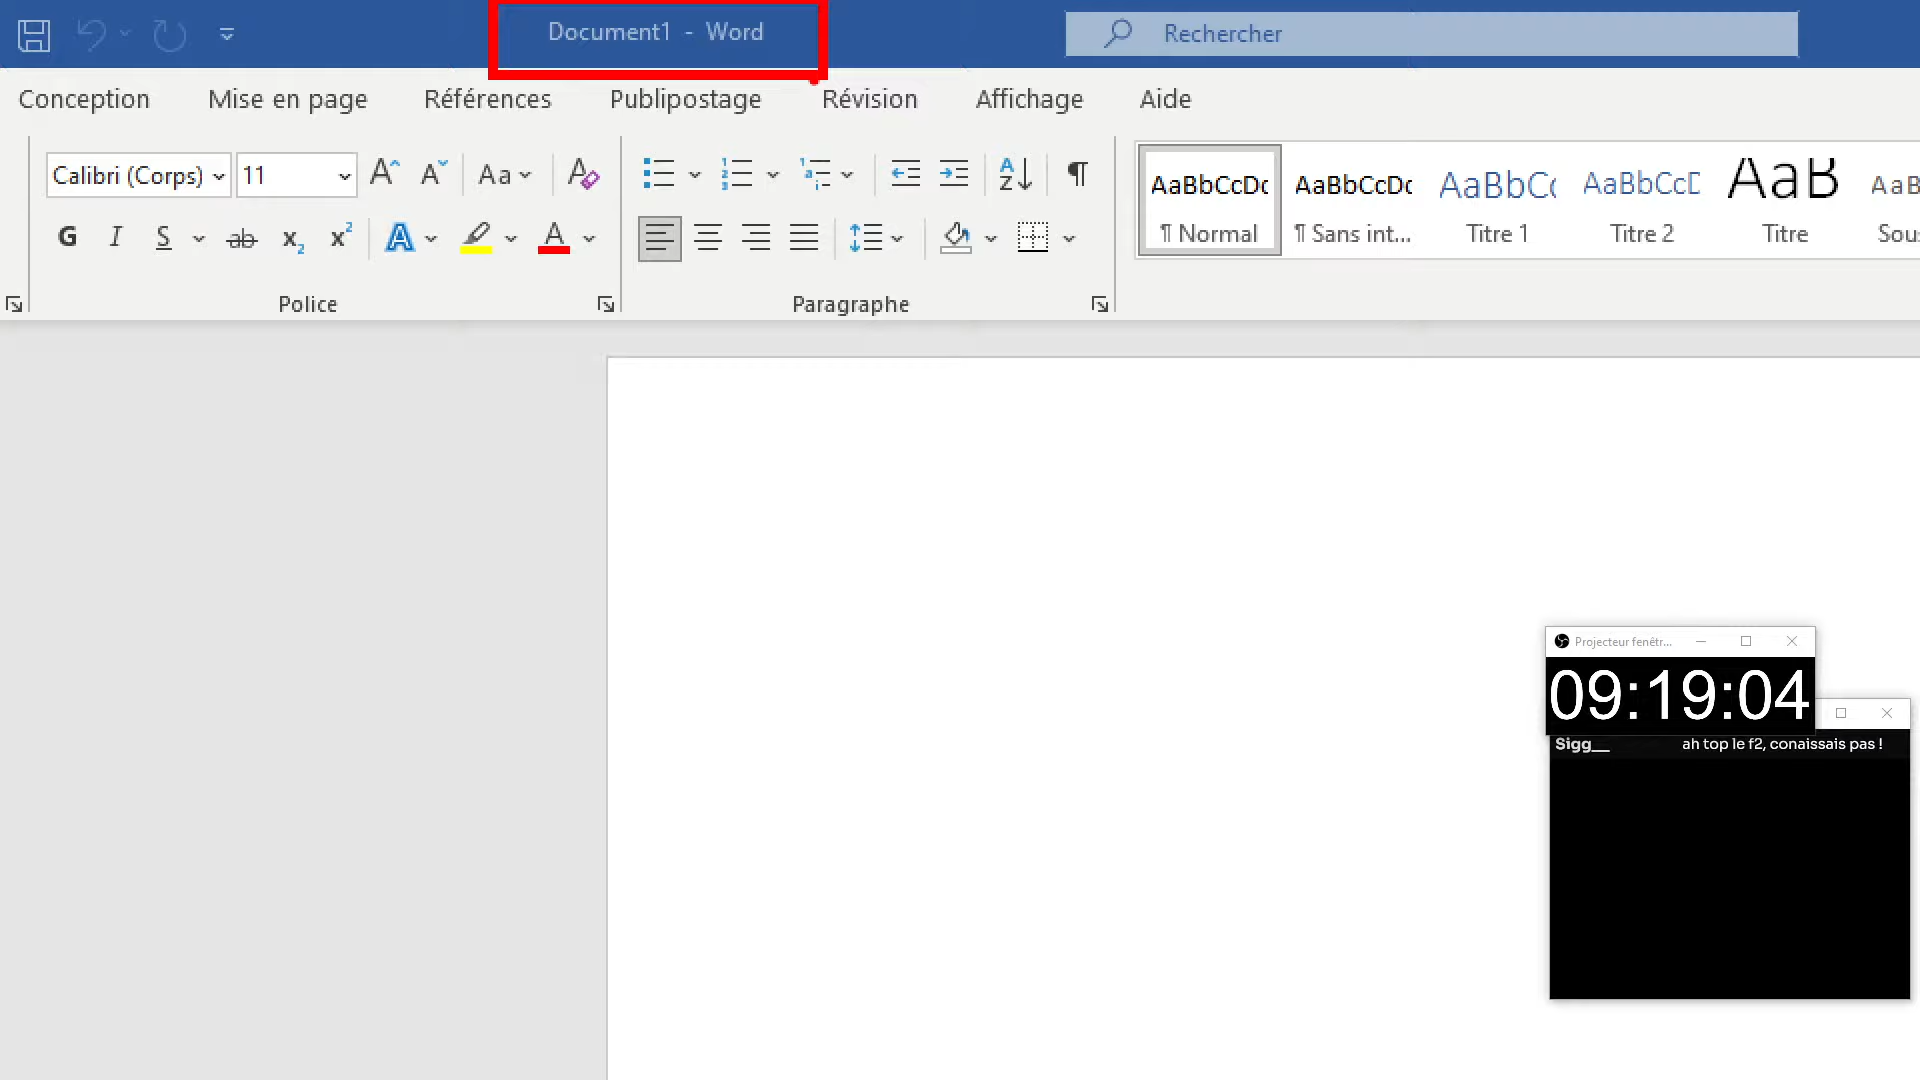 Document1 - Word
Rechercher
Conception Mise en page Références Publipostage Révision Affichage Aide
Calibri (Corps) 11 Aa
AaBbCcDc AaBbCcDc AaBbCc AaBbCcD AaB AaB
¶ Normal ¶ Sans int... Titre 1 Titre 2 Titre Sou
G I S ab x₂ x² A A
Police Paragraphe
Projecteur fenêtr...
09:19:04
Sigg__ ah top le f2, conaissais pas !